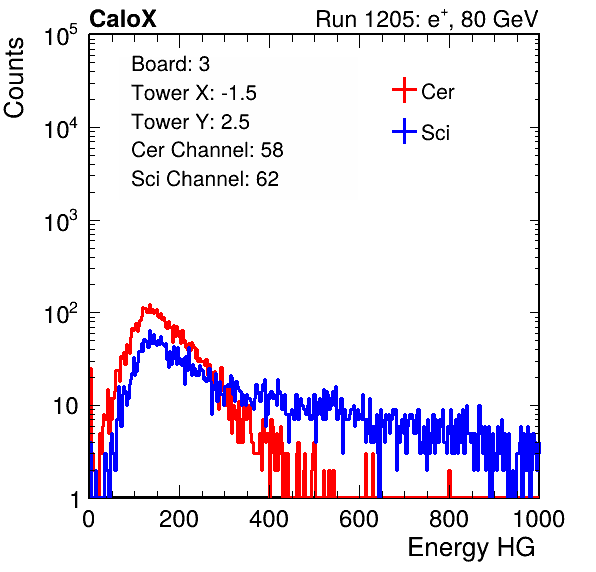 CaloX Run 1205: e⁺, 80 GeV
Counts
Board: 3
Tower X: -1.5
Tower Y: 2.5
Cer Channel: 58
Sci Channel: 62
Cer
Sci
10⁵
10⁴
10³
10²
10
1
0 200 400 600 800 1000
Energy HG